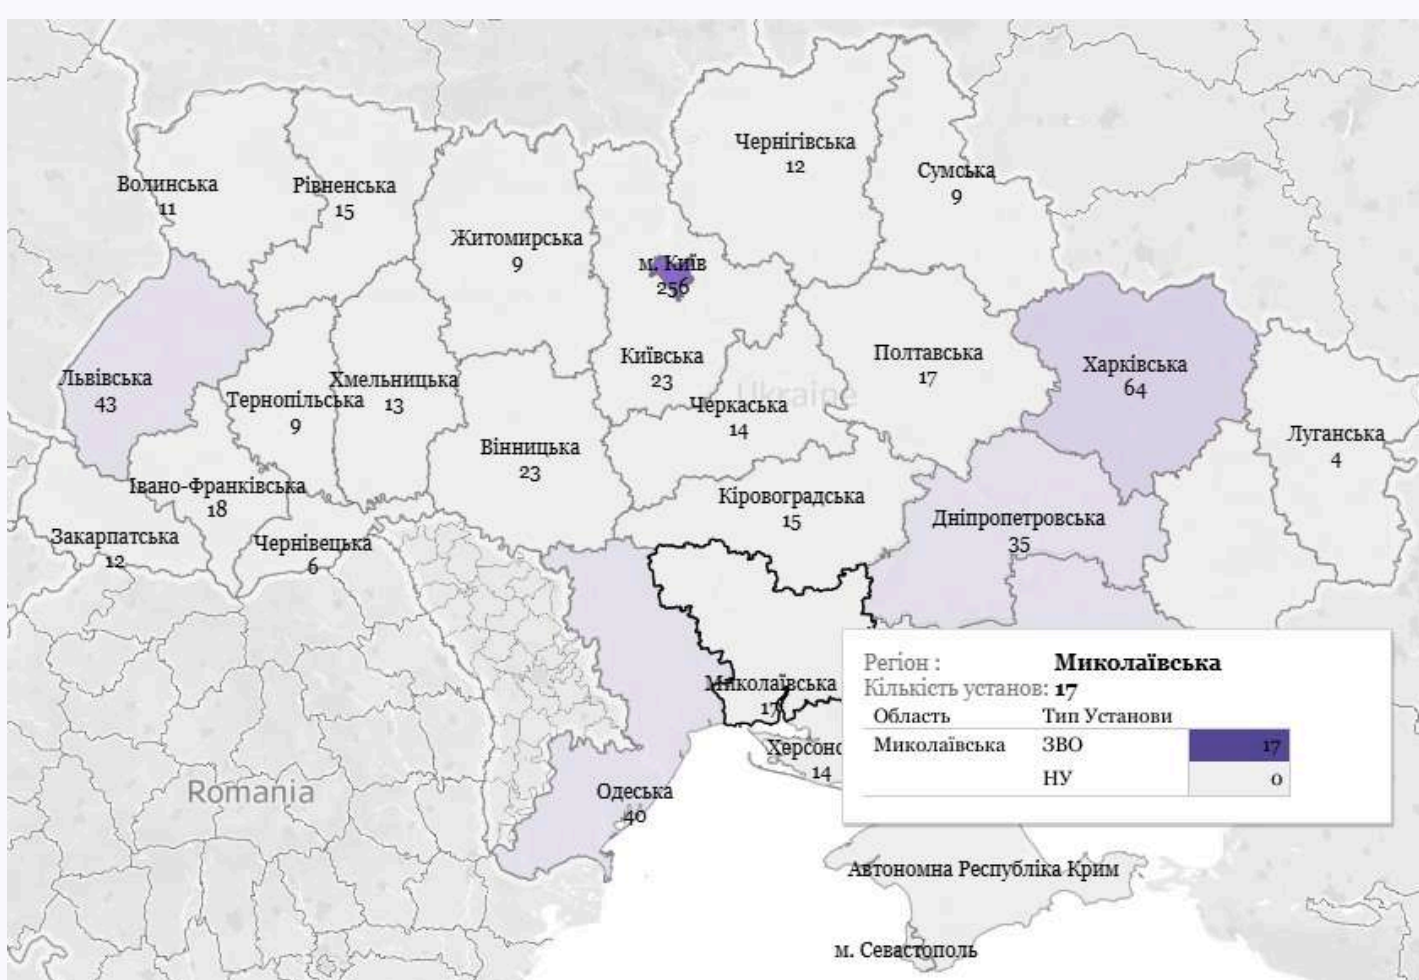 Чернігівська
12
Сумська
9
Волинська
11
Рівненська
15
Житомирська
9
м. Київ
256
Київська
23
Полтавська
17
Харківська
64
Львівська
43
Тернопільська
9
Хмельницька
13
Ukraine
Черкаська
14
Луганська
4
Вінницька
23
Івано-Франківська
18
Кіровоградська
15
Дніпропетровська
35
Закарпатська
12
Чернівецька
6
Миколаївська
17
Херсонс
14
Одеська
40
Romania
Регіон : Миколаївська
Кількість установ: 17
Область Тип Установи
Миколаївська ЗВО 17
НУ 0
Автономна Республіка Крим
м. Севастополь